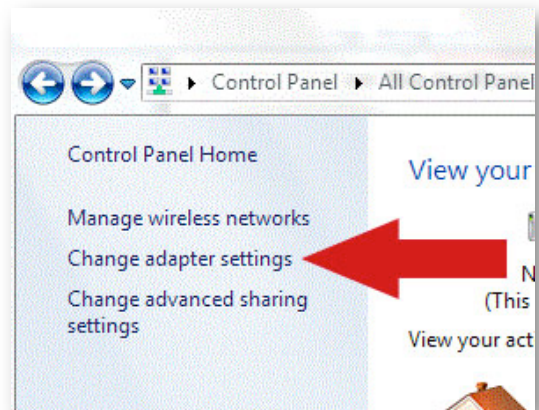 Control Panel ▸ All Control Panel
Control Panel Home
View your
Manage wireless networks
Change adapter settings
Change advanced sharing
settings
N
(This
View your act